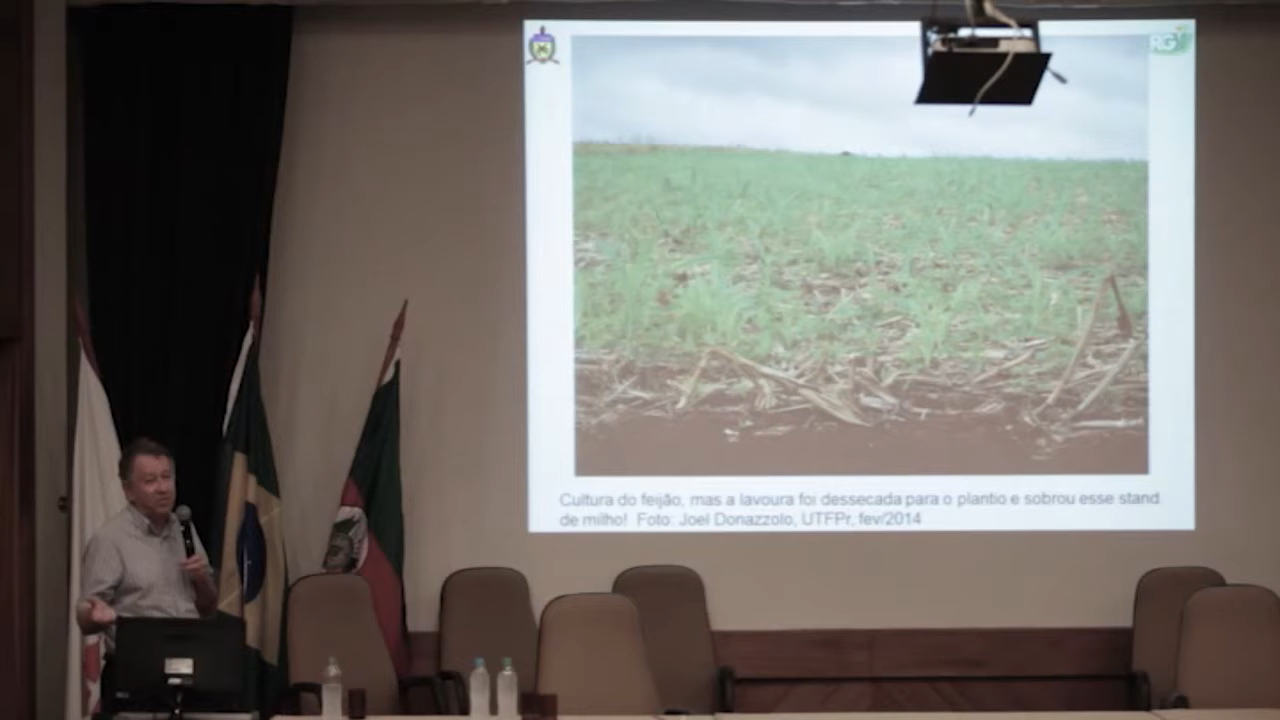 RG
Cultura do feijão, mas a lavoura foi dessecada para o plantio e sobrou esse stand
de milho! Foto: Joel Donazzolo, UTFPr, fev/2014